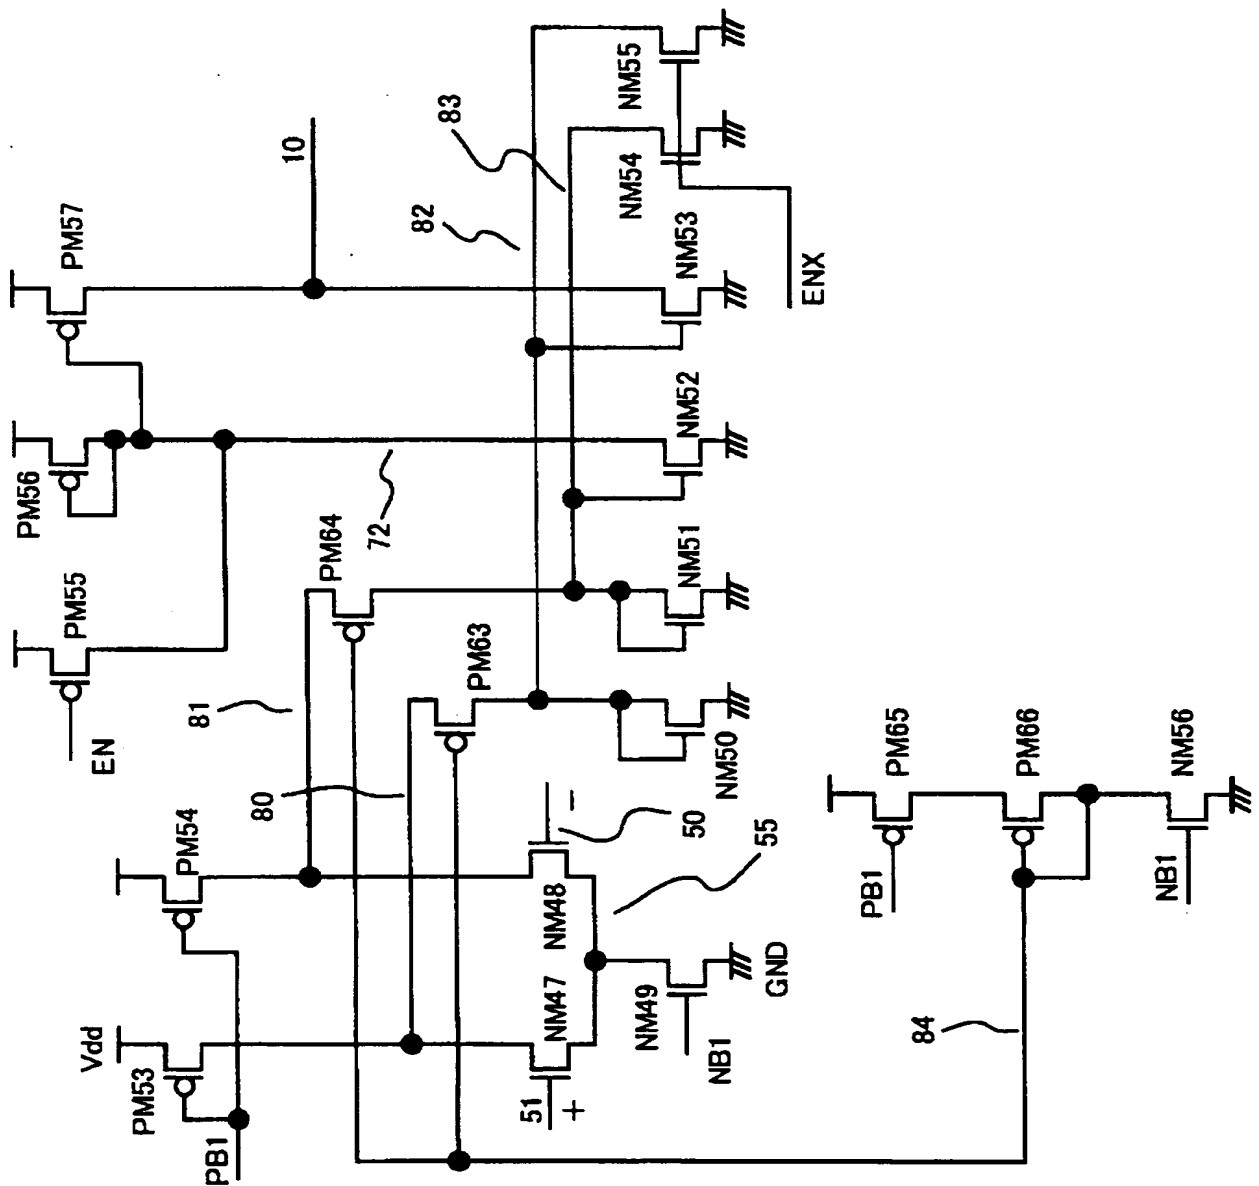 PM57
10
PM56
83
82
NM55
NM54
NM53
ENX
PM55
EN
72
PM64
NM52
NM51
81
PM63
80
NM50
PM54
50
55
NM48
Vdd
PM53
PB1
NM47
51
+
−
NM49
NB1
GND
PM65
PB1
PM66
NM56
NB1
84